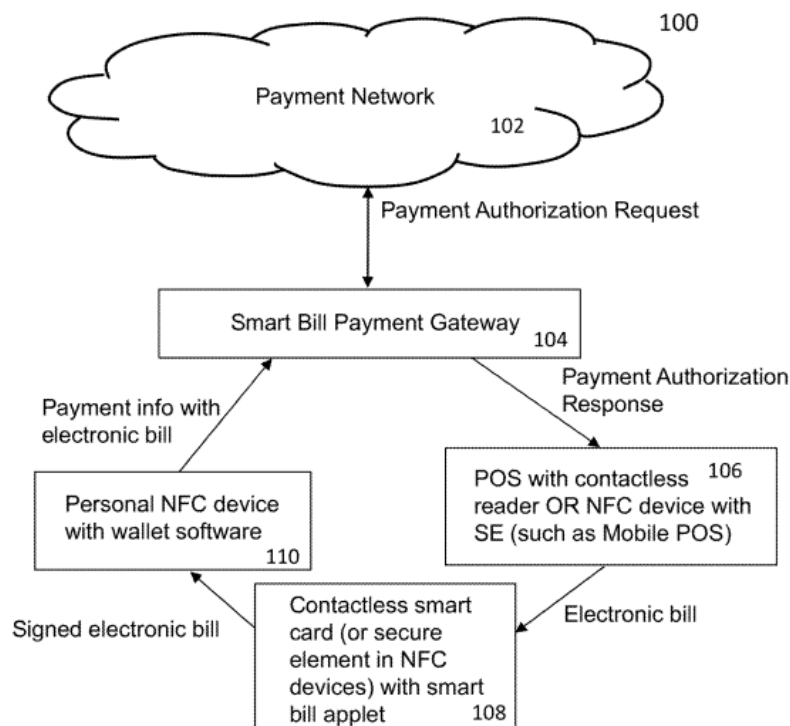 100
Payment Network
102
Payment Authorization Request
Smart Bill Payment Gateway
104
Payment Authorization
Response
Payment info with
electronic bill
POS with contactless 106
reader OR NFC device with
SE (such as Mobile POS)
Personal NFC device
with wallet software
110
Electronic bill
Signed electronic bill
Contactless smart
card (or secure
element in NFC
devices) with smart
bill applet
108